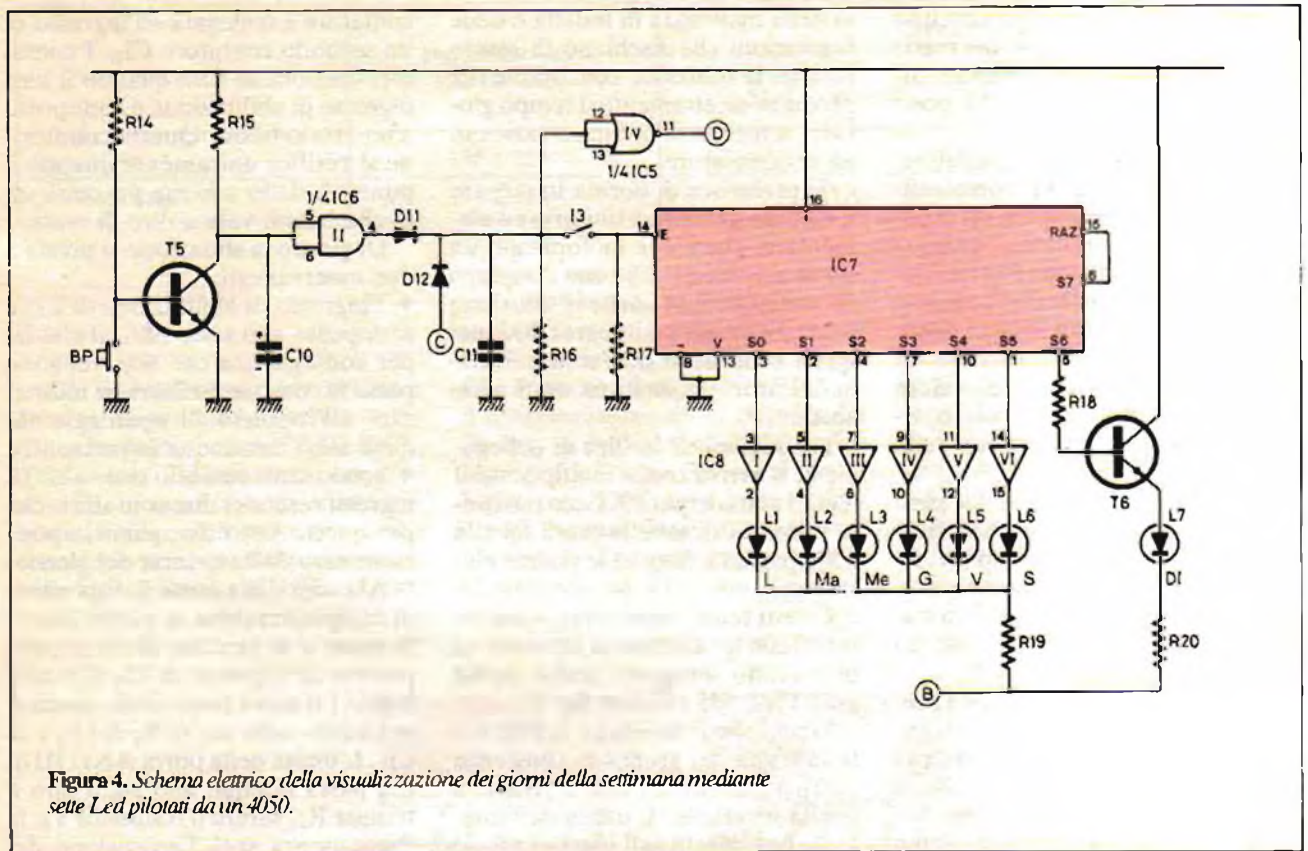 R14
R15
12
13
IV
11
D
1/4 IC5
1/4 IC6
5
6
II
4
D11
I3
14
E
16
IC7
RAZ
15
S7
6
T5
D12
C
BP
C10
C11
R16
R17
- V S0 S1 S2 S3 S4 S5 S6
8 13 3 2 4 7 10 1 5
R18
T6
3 5 7 9 11 14
IC8 I II III IV V VI
2 4 6 10 12 15
L1 L2 L3 L4 L5 L6 L7
L Ma Me G V S DI
R19
R20
B
Figura 4. Schema elettrico della visualizzazione dei giorni della settimana mediante
sette Led pilotati da un 4050.